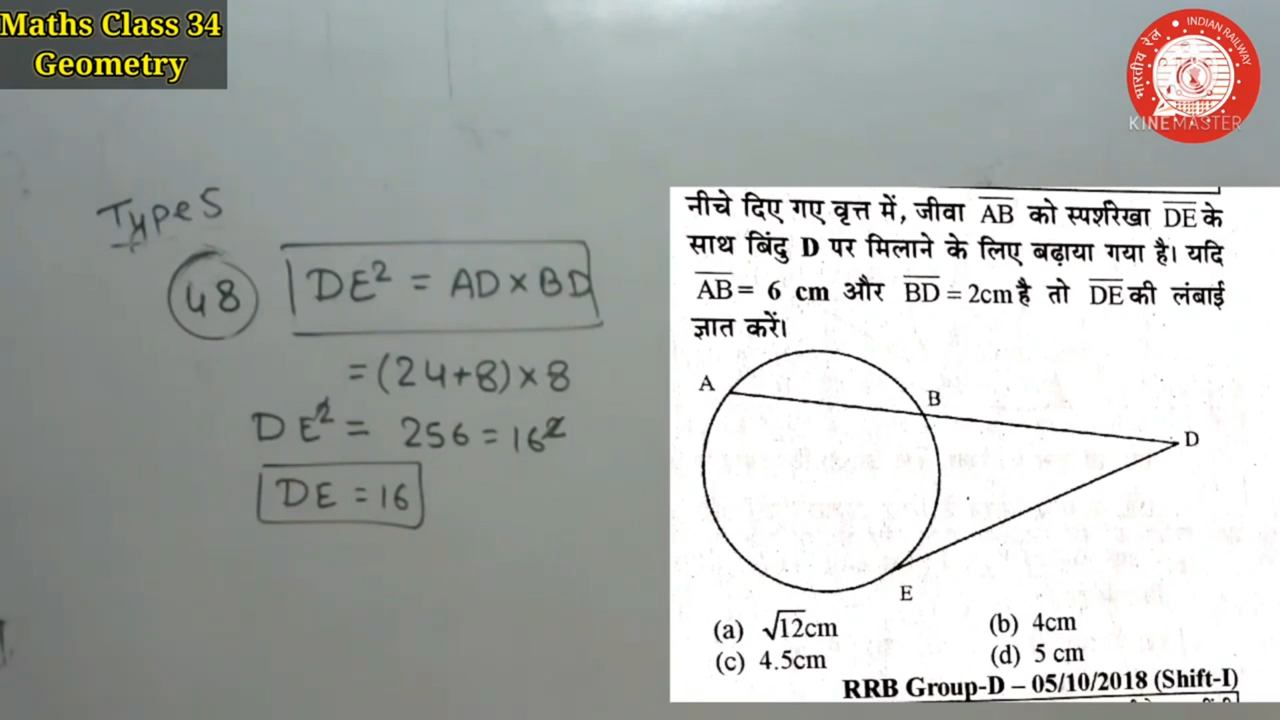 Maths Class 34
Geometry
भारतीय रेल
INDIAN RAILWAY
KINEMASTER
Type 5
48
DE² = AD × BD
= (24+8) × 8
DE² = 256 = 16²
DE = 16
नीचे दिए गए वृत्त में, जीवा AB को स्पर्शरेखा DE के
साथ बिंदु D पर मिलाने के लिए बढ़ाया गया है। यदि
AB = 6 cm और BD = 2cm है तो DE की लंबाई
ज्ञात करें।
A
B
D
E
(a) √12cm
(b) 4cm
(c) 4.5cm
(d) 5 cm
RRB Group-D – 05/10/2018 (Shift-I)